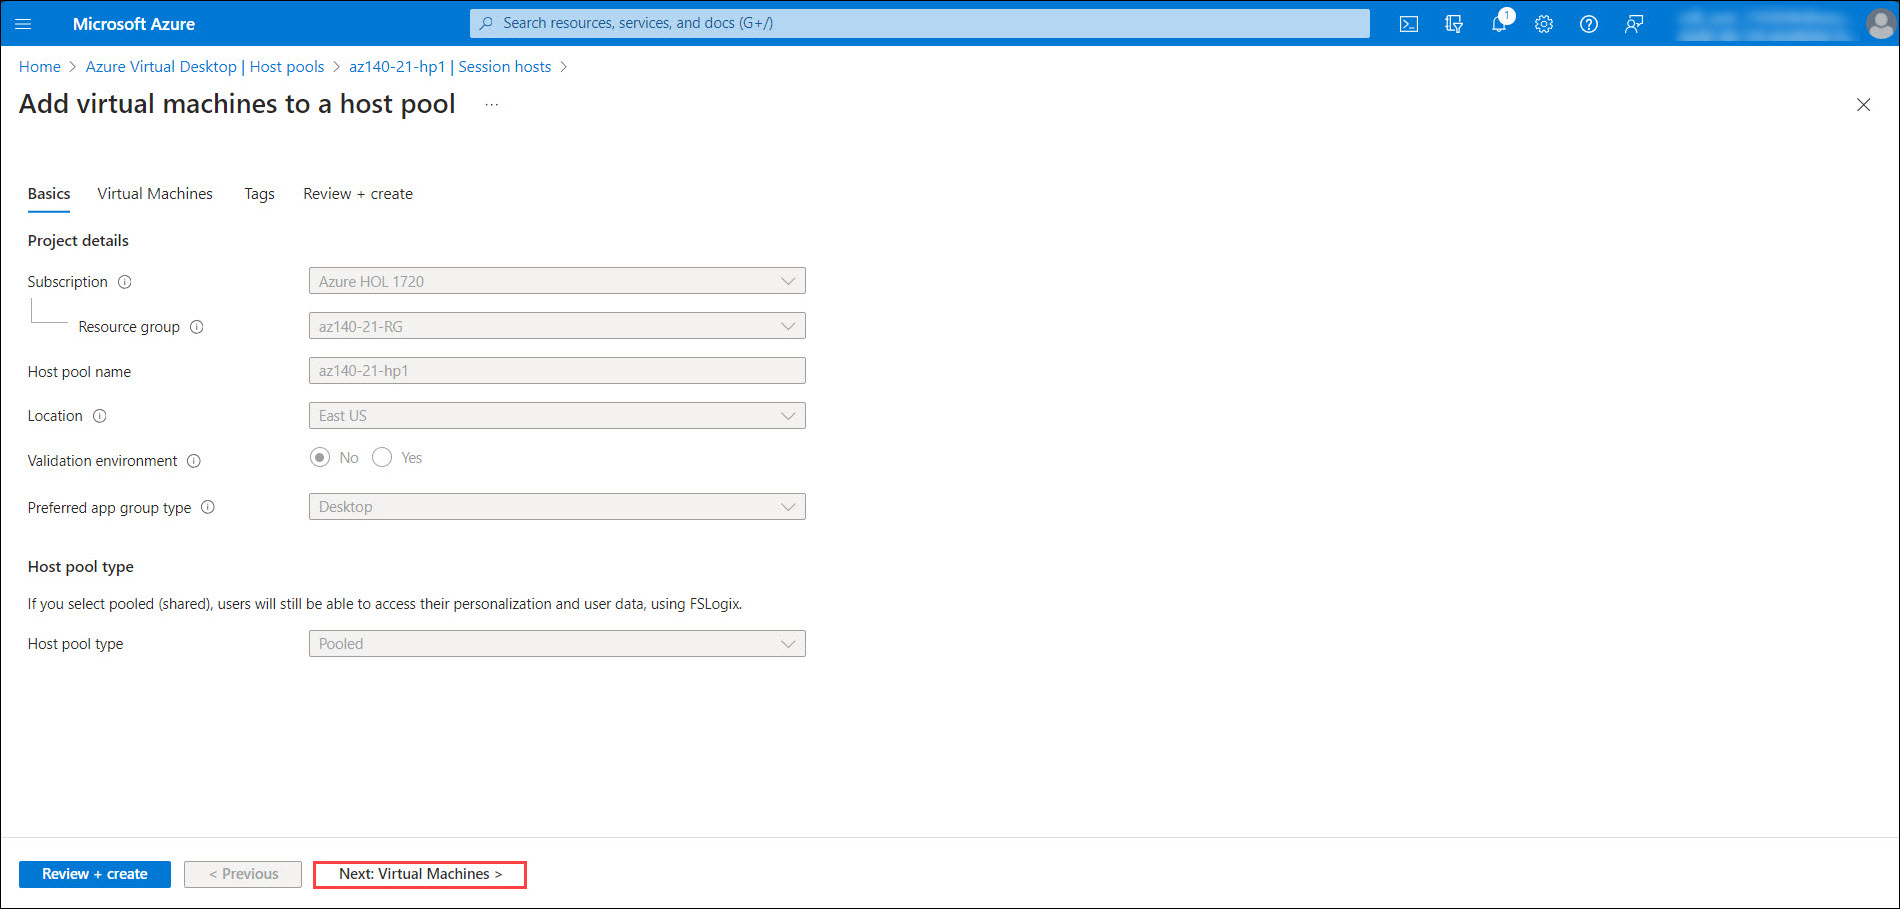 Microsoft Azure
Search resources, services, and docs (G+/)
1
Home > Azure Virtual Desktop | Host pools > az140-21-hp1 | Session hosts >
Add virtual machines to a host pool ...
Basics Virtual Machines Tags Review + create
Project details
Subscription Azure HOL 1720
Resource group az140-21-RG
Host pool name az140-21-hp1
Location East US
Validation environment No Yes
Preferred app group type Desktop
Host pool type
If you select pooled (shared), users will still be able to access their personalization and user data, using FSLogix.
Host pool type Pooled
Review + create < Previous Next: Virtual Machines >